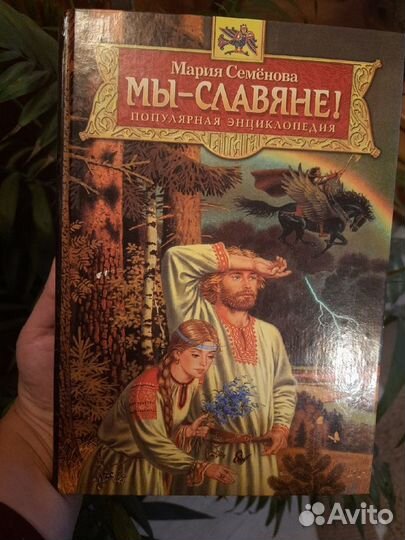 Мария Семёнова
МЫ-СЛАВЯНЕ!
ПОПУЛЯРНАЯ ЭНЦИКЛОПЕДИЯ
Avito